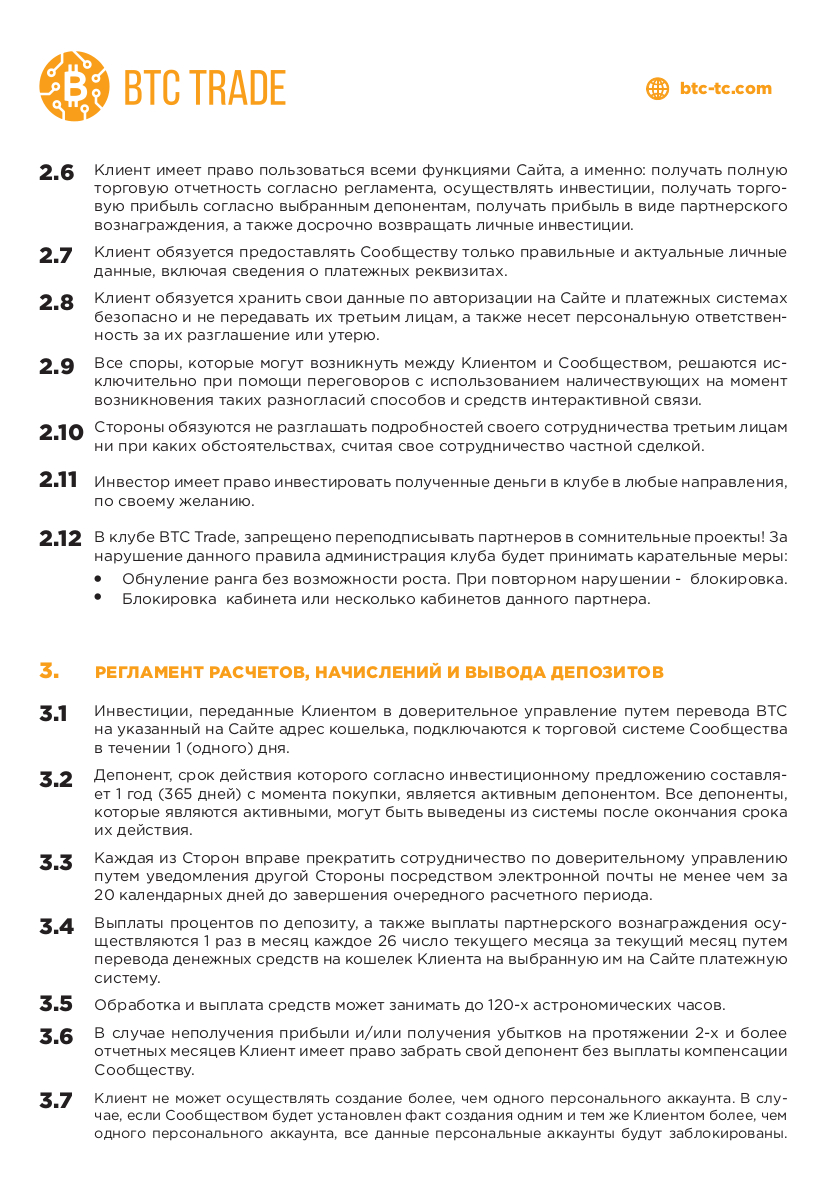 BTC TRADE
btc-tc.com
2.6 Клиент имеет право пользоваться всеми функциями Сайта, а именно: получать полную
торговую отчетность согласно регламента, осуществлять инвестиции, получать торго-
вую прибыль согласно выбранным депонентам, получать прибыль в виде партнерского
вознаграждения, а также досрочно возвращать личные инвестиции.
2.7 Клиент обязуется предоставлять Сообществу только правильные и актуальные личные
данные, включая сведения о платежных реквизитах.
2.8 Клиент обязуется хранить свои данные по авторизации на Сайте и платежных системах
безопасно и не передавать их третьим лицам, а также несет персональную ответствен-
ность за их разглашение или утерю.
2.9 Все споры, которые могут возникнуть между Клиентом и Сообществом, решаются ис-
ключительно при помощи переговоров с использованием наличествующих на момент
возникновения таких разногласий способов и средств интерактивной связи.
2.10 Стороны обязуются не разглашать подробностей своего сотрудничества третьим лицам
ни при каких обстоятельствах, считая свое сотрудничество частной сделкой.
2.11 Инвестор имеет право инвестировать полученные деньги в клубе в любые направления,
по своему желанию.
2.12 В клубе BTC Trade, запрещено переподписывать партнеров в сомнительные проекты! За
нарушение данного правила администрация клуба будет принимать карательные меры:
• Обнуление ранга без возможности роста. При повторном нарушении - блокировка.
• Блокировка кабинета или несколько кабинетов данного партнера.
3. РЕГЛАМЕНТ РАСЧЕТОВ, НАЧИСЛЕНИЙ И ВЫВОДА ДЕПОЗИТОВ
3.1 Инвестиции, переданные Клиентом в доверительное управление путем перевода BTC
на указанный на Сайте адрес кошелька, подключаются к торговой системе Сообщества
в течении 1 (одного) дня.
3.2 Депонент, срок действия которого согласно инвестиционному предложению составля-
ет 1 год (365 дней) с момента покупки, является активным депонентом. Все депоненты,
которые являются активными, могут быть выведены из системы после окончания срока
их действия.
3.3 Каждая из Сторон вправе прекратить сотрудничество по доверительному управлению
путем уведомления другой Стороны посредством электронной почты не менее чем за
20 календарных дней до завершения очередного расчетного периода.
3.4 Выплаты процентов по депозиту, а также выплаты партнерского вознаграждения осу-
ществляются 1 раз в месяц каждое 26 число текущего месяца за текущий месяц путем
перевода денежных средств на кошелек Клиента на выбранную им на Сайте платежную
систему.
3.5 Обработка и выплата средств может занимать до 120-х астрономических часов.
3.6 В случае неполучения прибыли и/или получения убытков на протяжении 2-х и более
отчетных месяцев Клиент имеет право забрать свой депонент без выплаты компенсации
Сообществу.
3.7 Клиент не может осуществлять создание более, чем одного персонального аккаунта. В слу-
чае, если Сообществом будет установлен факт создания одним и тем же Клиентом более, чем
одного персонального аккаунта, все данные персональные аккаунты будут заблокированы.